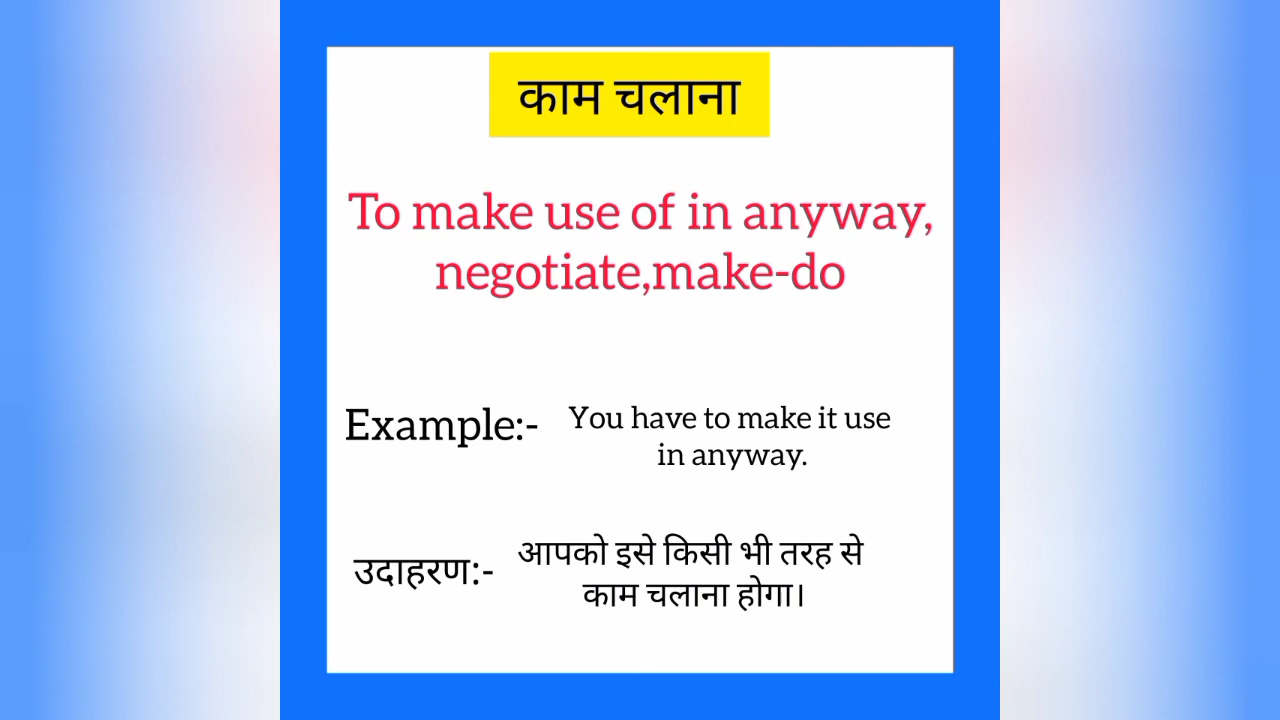 काम चलाना
To make use of in anyway,
negotiate,make-do
Example:- You have to make it use
in anyway.
उदाहरण:- आपको इसे किसी भी तरह से
काम चलाना होगा।